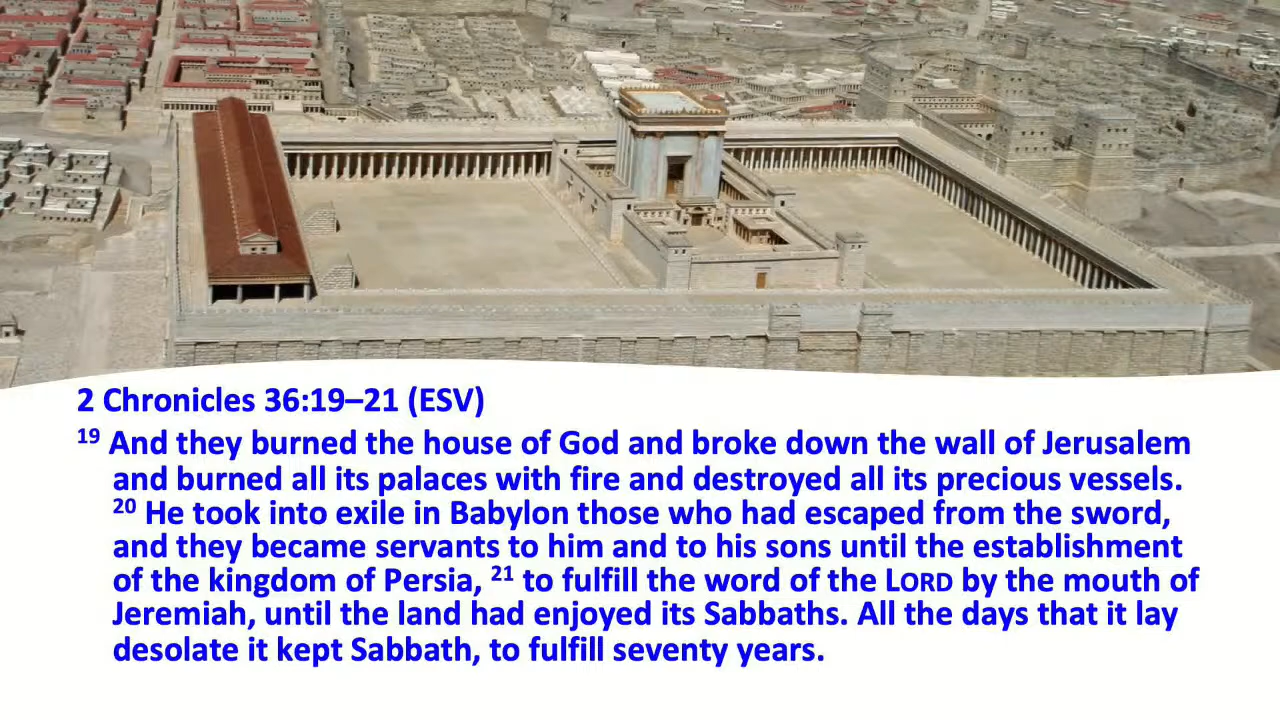 2 Chronicles 36:19–21 (ESV)
19 And they burned the house of God and broke down the wall of Jerusalem
and burned all its palaces with fire and destroyed all its precious vessels.
20 He took into exile in Babylon those who had escaped from the sword,
and they became servants to him and to his sons until the establishment
of the kingdom of Persia, 21 to fulfill the word of the LORD by the mouth of
Jeremiah, until the land had enjoyed its Sabbaths. All the days that it lay
desolate it kept Sabbath, to fulfill seventy years.